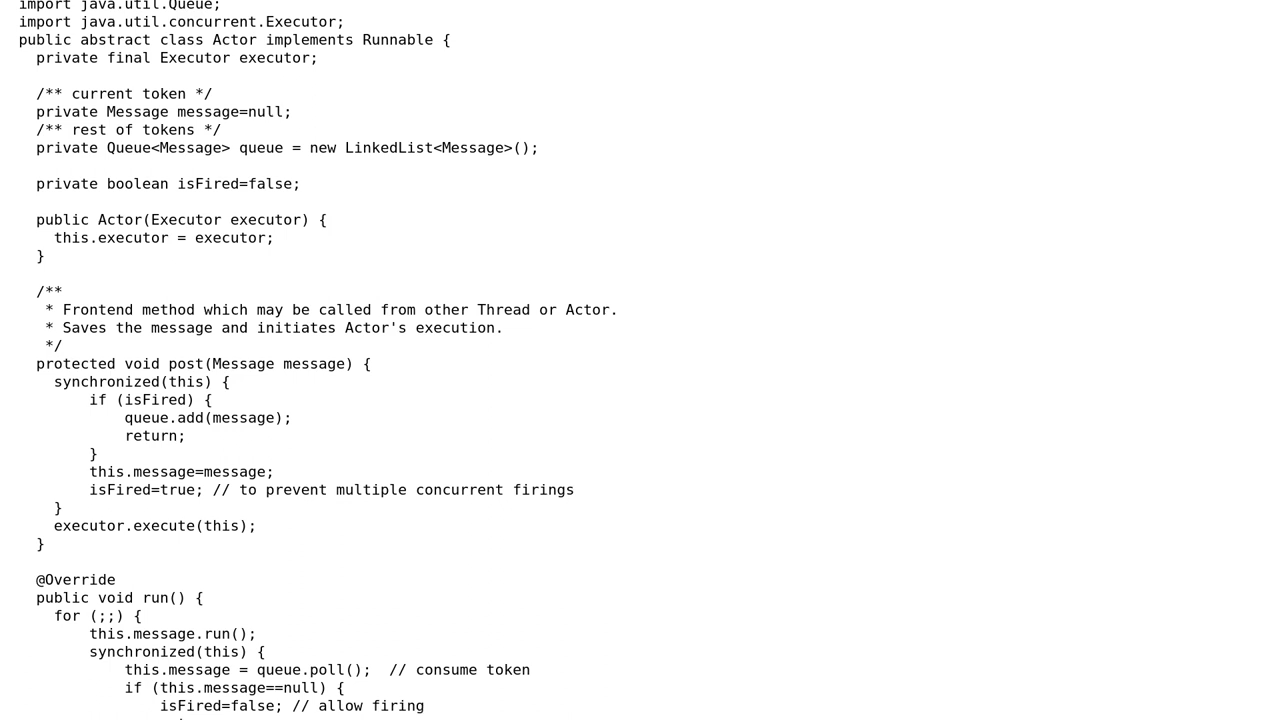 import java.util.Queue;
import java.util.concurrent.Executor;
public abstract class Actor implements Runnable {
  private final Executor executor;

  /** current token */
  private Message message=null;
  /** rest of tokens */
  private Queue<Message> queue = new LinkedList<Message>();

  private boolean isFired=false;

  public Actor(Executor executor) {
    this.executor = executor;
  }

  /**
   * Frontend method which may be called from other Thread or Actor.
   * Saves the message and initiates Actor's execution.
   */
  protected void post(Message message) {
    synchronized(this) {
        if (isFired) {
            queue.add(message);
            return;
        }
        this.message=message;
        isFired=true; // to prevent multiple concurrent firings
    }
    executor.execute(this);
  }

  @Override
  public void run() {
    for (;;) {
        this.message.run();
        synchronized(this) {
            this.message = queue.poll();  // consume token
            if (this.message==null) {
                isFired=false; // allow firing